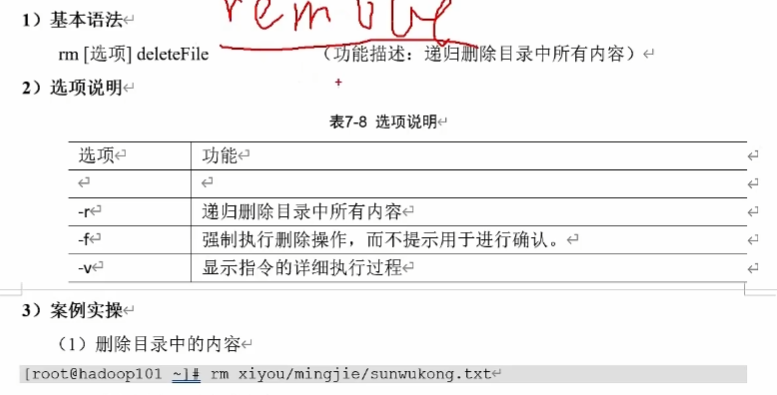 remove
1）基本语法
rm [选项] deleteFile （功能描述：递归删除目录中所有内容）
2）选项说明
表7-8 选项说明
选项 功能
-r 递归删除目录中所有内容
-f 强制执行删除操作，而不提示用于进行确认。
-v 显示指令的详细执行过程
3）案例实操
（1）删除目录中的内容
[root@hadoop101 ~]# rm xiyou/mingjie/sunwukong.txt